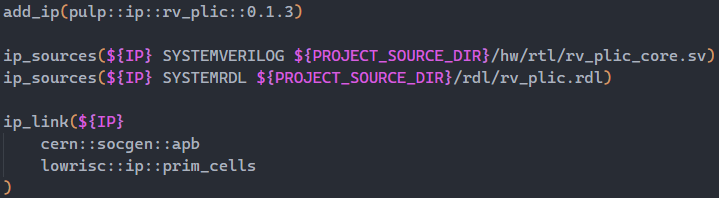 add_ip(pulp::ip::rv_plic::0.1.3)
ip_sources(${IP} SYSTEMVERILOG ${PROJECT_SOURCE_DIR}/hw/rtl/rv_plic_core.sv)
ip_sources(${IP} SYSTEMRDL ${PROJECT_SOURCE_DIR}/rdl/rv_plic.rdl)
ip_link(${IP}
    cern::socgen::apb
    lowrisc::ip::prim_cells
)